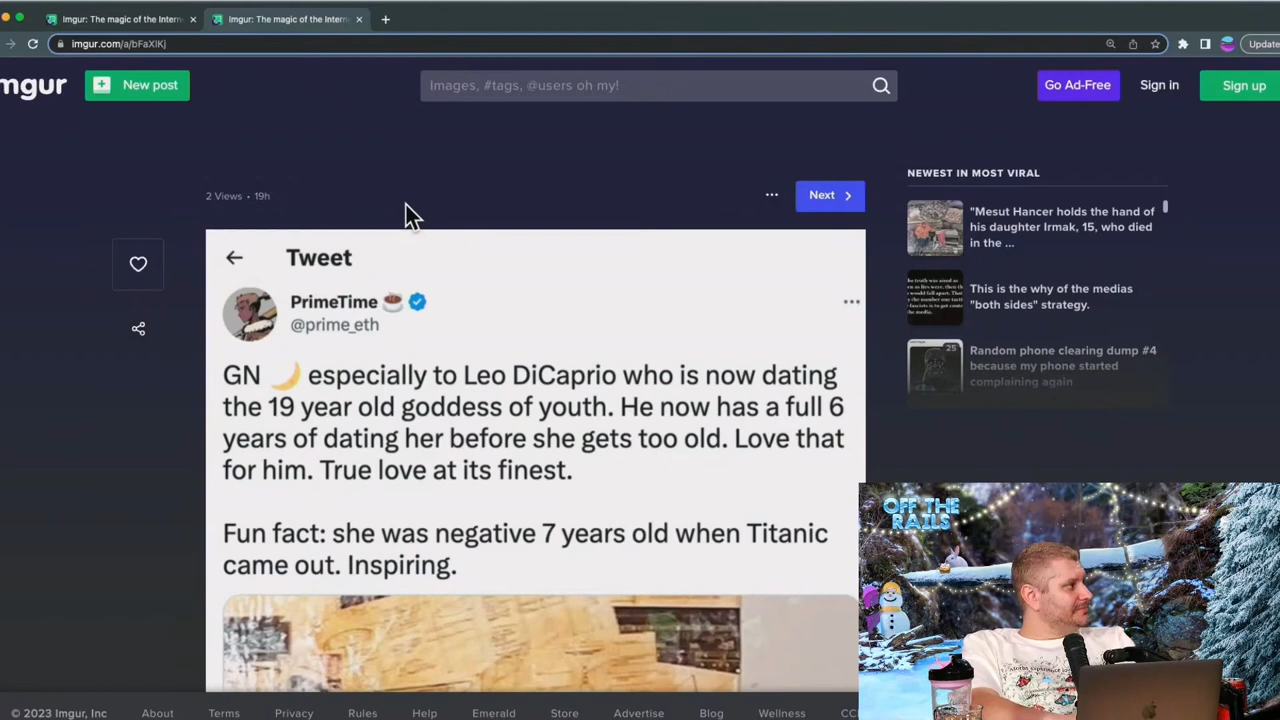 Imgur: The magic of the Intern
Imgur: The magic of the Intern
imgur.com/a/bFaXlKj
Update
mgur
New post
Images, #tags, @users oh my!
Go Ad-Free
Sign in
Sign up
2 Views • 19h
Next
NEWEST IN MOST VIRAL
"Mesut Hancer holds the hand of
his daughter Irmak, 15, who died
in the ...
This is the why of the medias
"both sides" strategy.
25
Random phone clearing dump #4
because my phone started
complaining again
Tweet
PrimeTime ☕
@prime_eth
GN 🌙 especially to Leo DiCaprio who is now dating
the 19 year old goddess of youth. He now has a full 6
years of dating her before she gets too old. Love that
for him. True love at its finest.
Fun fact: she was negative 7 years old when Titanic
came out. Inspiring.
OFF THE
RAILS
© 2023 Imgur, Inc
About
Terms
Privacy
Rules
Help
Emerald
Store
Advertise
Blog
Wellness
CC